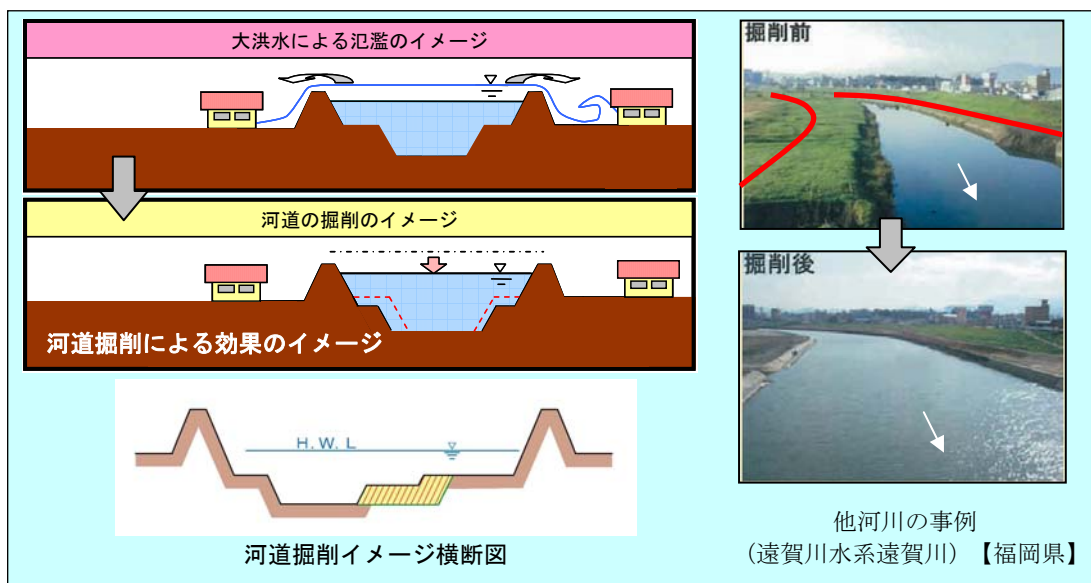 大洪水による氾濫のイメージ
河道の掘削のイメージ
河道掘削による効果のイメージ
H.W.L
河道掘削イメージ横断図
掘削前
掘削後
他河川の事例
(遠賀川水系遠賀川)【福岡県】